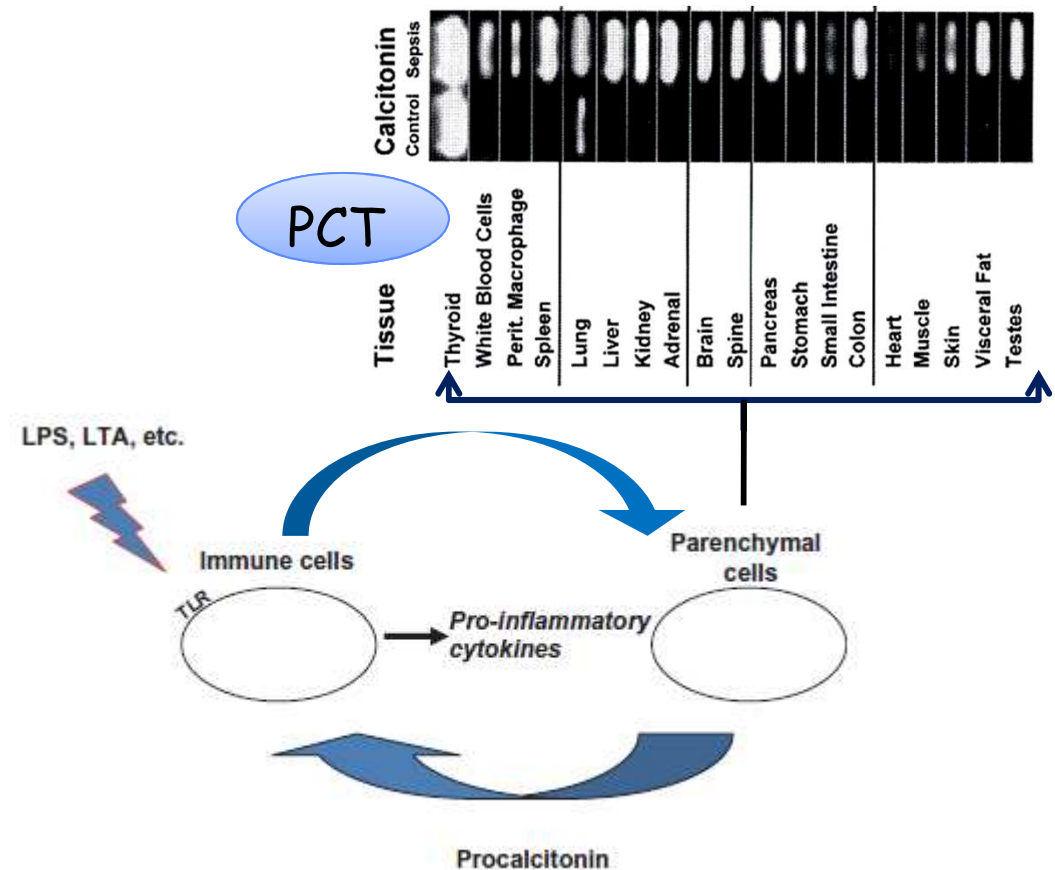 Calcitonin
Sepsis
Control
PCT
Tissue
Thyroid
White Blood Cells
Perit. Macrophage
Spleen
Lung
Liver
Kidney
Adrenal
Brain
Spine
Pancreas
Stomach
Small Intestine
Colon
Heart
Muscle
Skin
Visceral Fat
Testes
LPS, LTA, etc.
Immune cells
TLR
Pro-inflammatory
cytokines
Parenchymal
cells
Procalcitonin